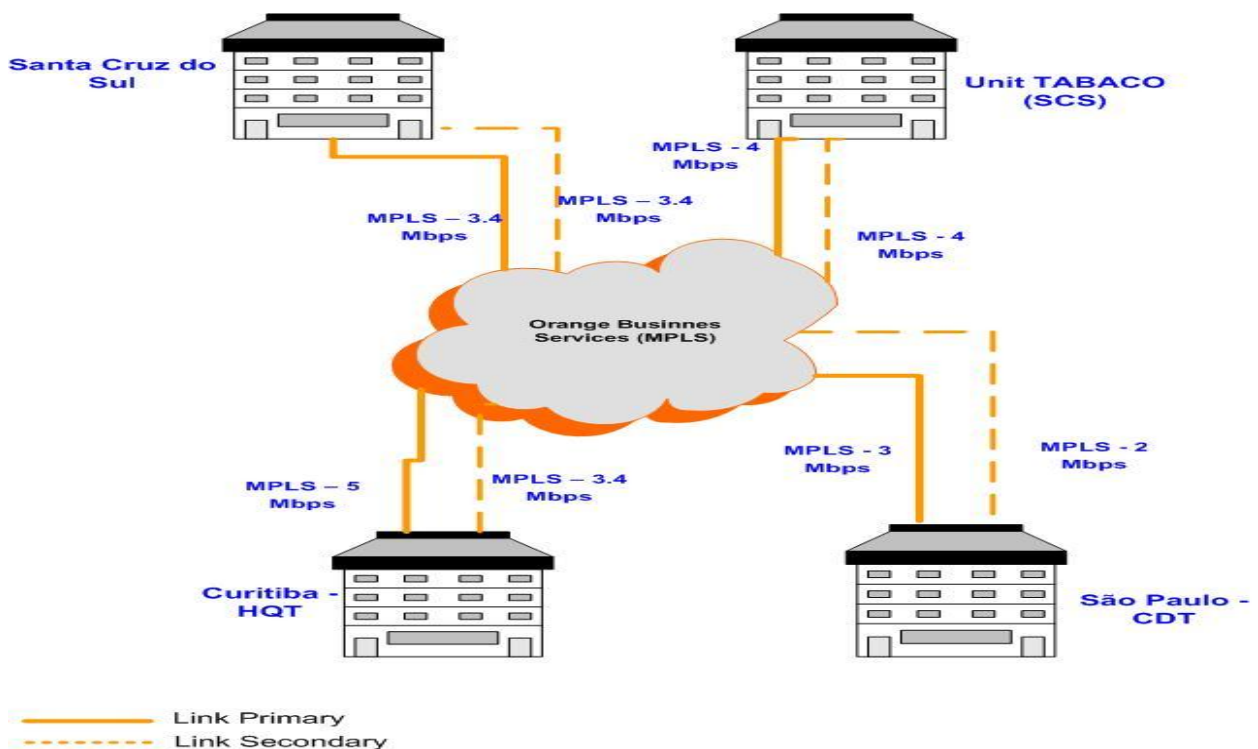 Santa Cruz do
Sul
Unit TABACO
(SCS)
MPLS - 4
Mbps
MPLS – 3.4
Mbps
MPLS – 3.4
Mbps
MPLS - 4
Mbps
Orange Businnes
Services (MPLS)
MPLS – 5
Mbps
MPLS – 3.4
Mbps
MPLS - 3
Mbps
MPLS - 2
Mbps
Curitiba -
HQT
São Paulo -
CDT
Link Primary
Link Secondary